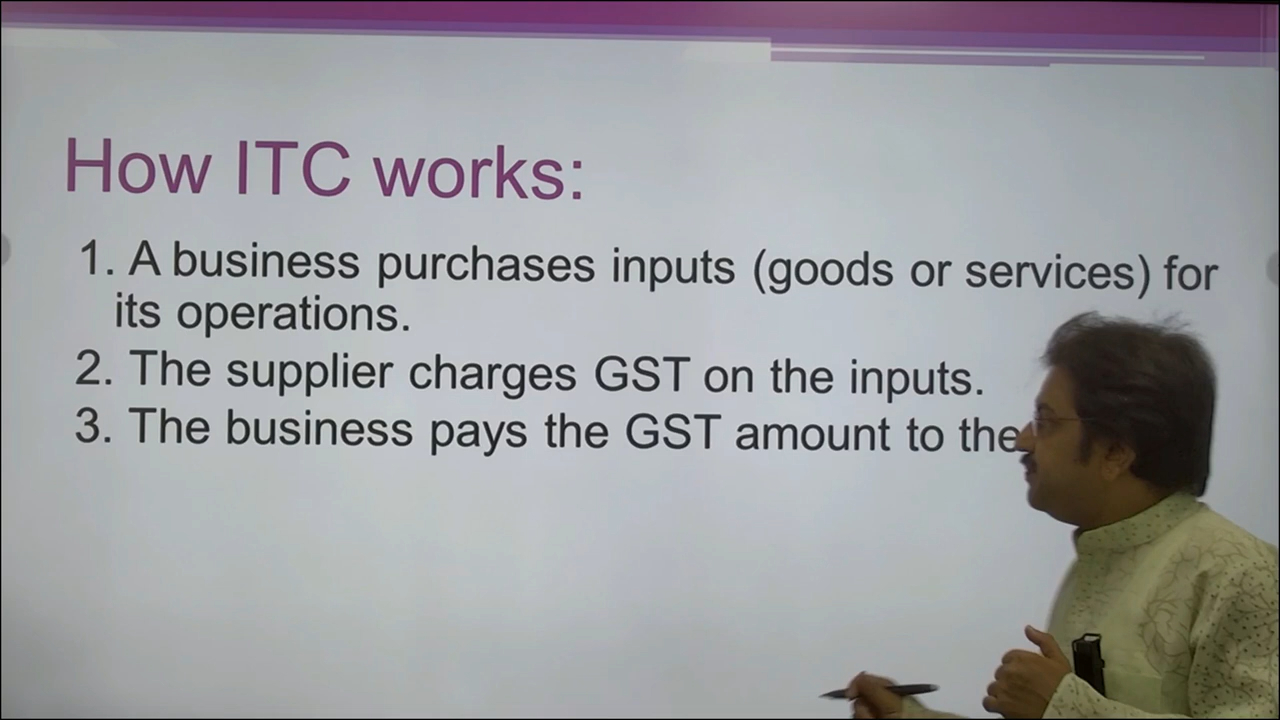 How ITC works:
1. A business purchases inputs (goods or services) for
its operations.
2. The supplier charges GST on the inputs.
3. The business pays the GST amount to the